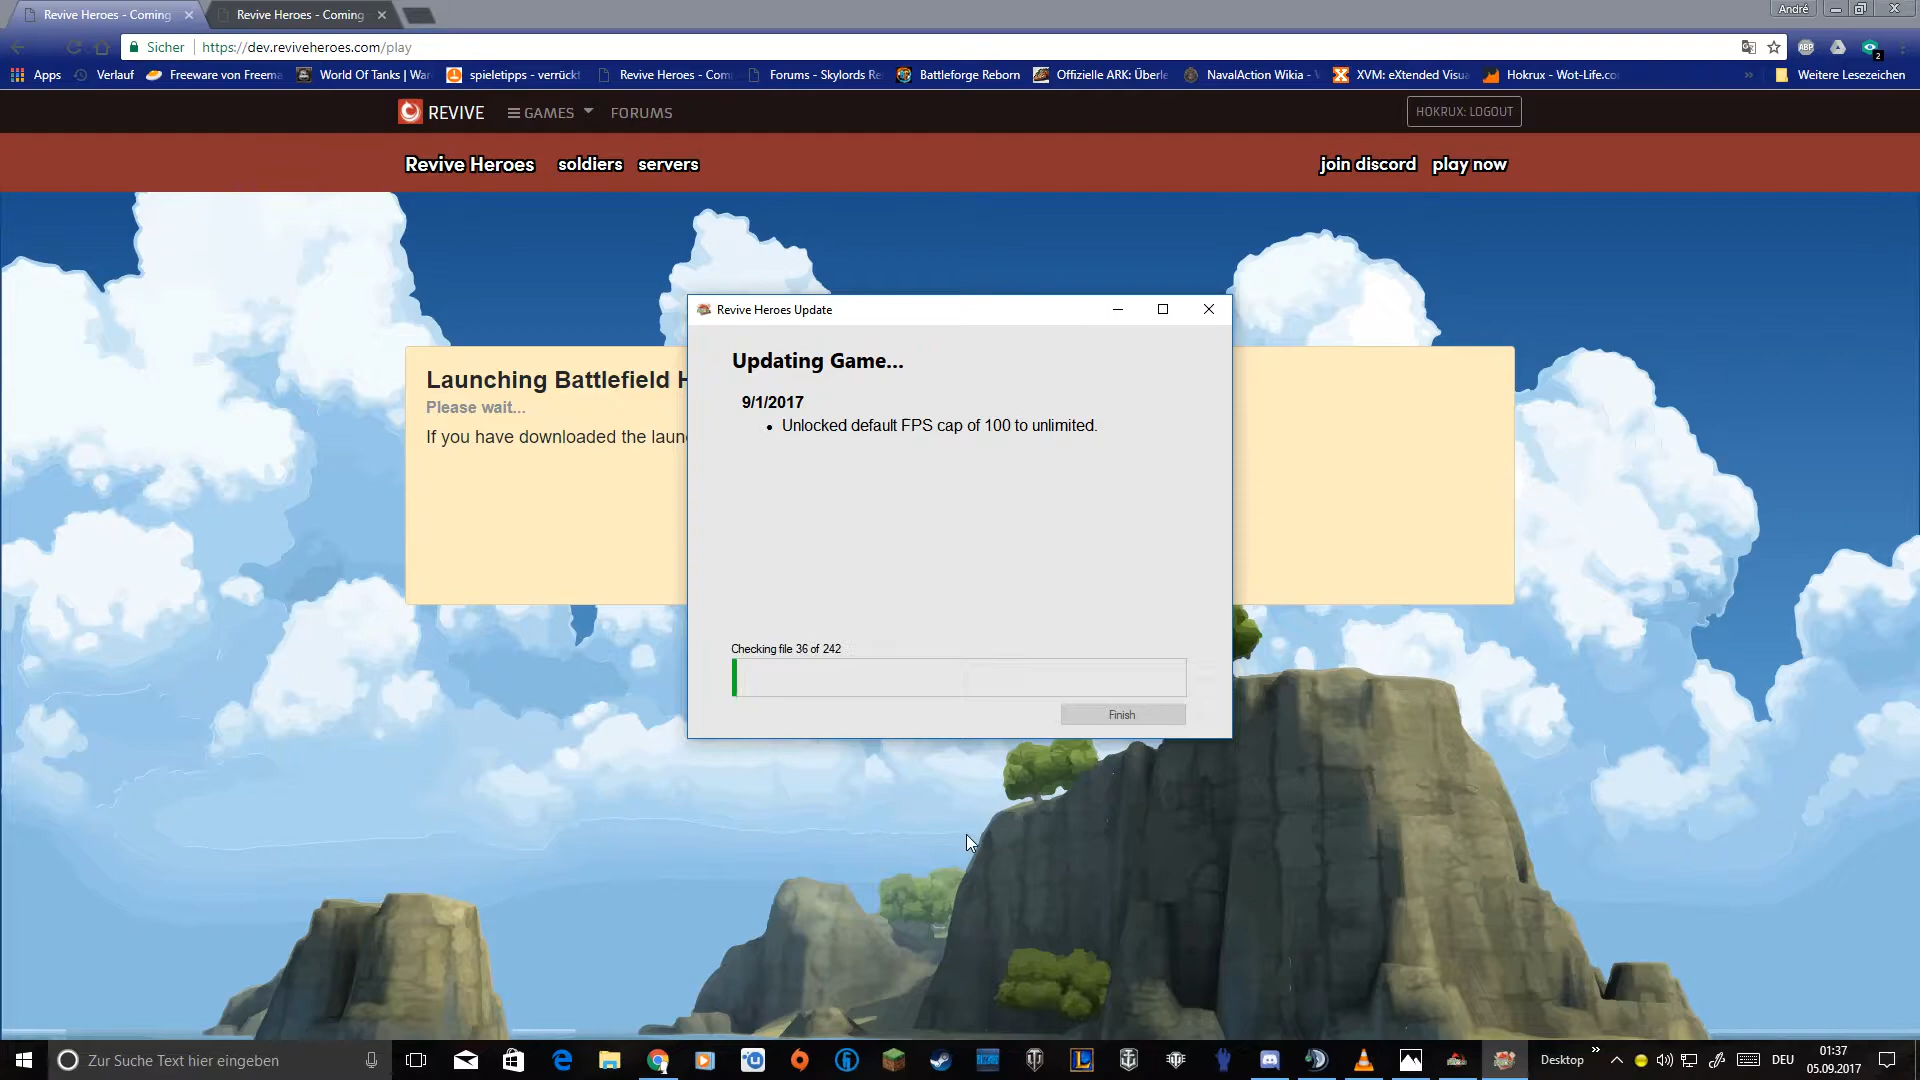 Revive Heroes - Coming
Revive Heroes - Coming
André
Sicher
https://dev.reviveheroes.com/play
ABP
2
Apps
Verlauf
Freeware von Freema
World Of Tanks | War
spieletipps - verrückt
Revive Heroes - Com
Forums - Skylords Re
Battleforge Reborn
Offizielle ARK: Überle
NavalAction Wikia -
XVM: eXtended Visua
Hokrux - Wot-Life.co
»
Weitere Lesezeichen
REVIVE
GAMES
FORUMS
HOKRUX: LOGOUT
Revive Heroes
soldiers
servers
join discord
play now
Launching Battlefield H
Please wait...
If you have downloaded the laun
Revive Heroes Update
Updating Game...
9/1/2017
• Unlocked default FPS cap of 100 to unlimited.
Checking file 36 of 242
Finish
Zur Suche Text hier eingeben
Desktop
»
DEU
01:37
05.09.2017